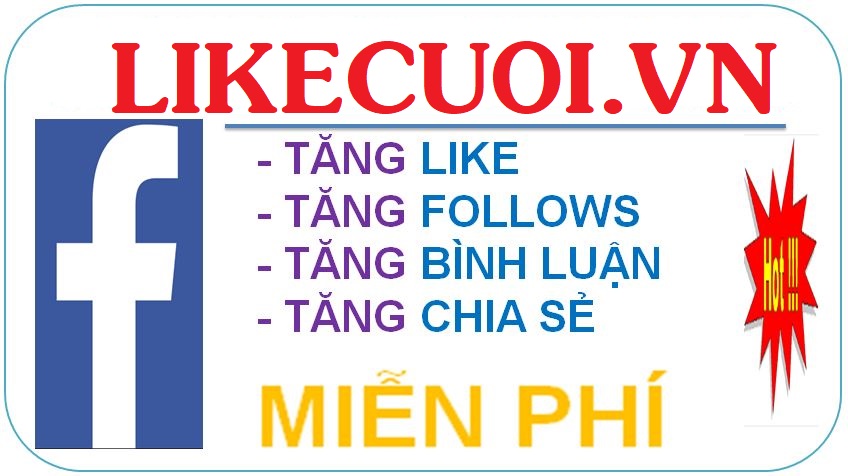 LIKECUOI.VN
- TĂNG LIKE
- TĂNG FOLLOWS
- TĂNG BÌNH LUẬN
- TĂNG CHIA SẺ
Hot !!!
MIỄN PHÍ